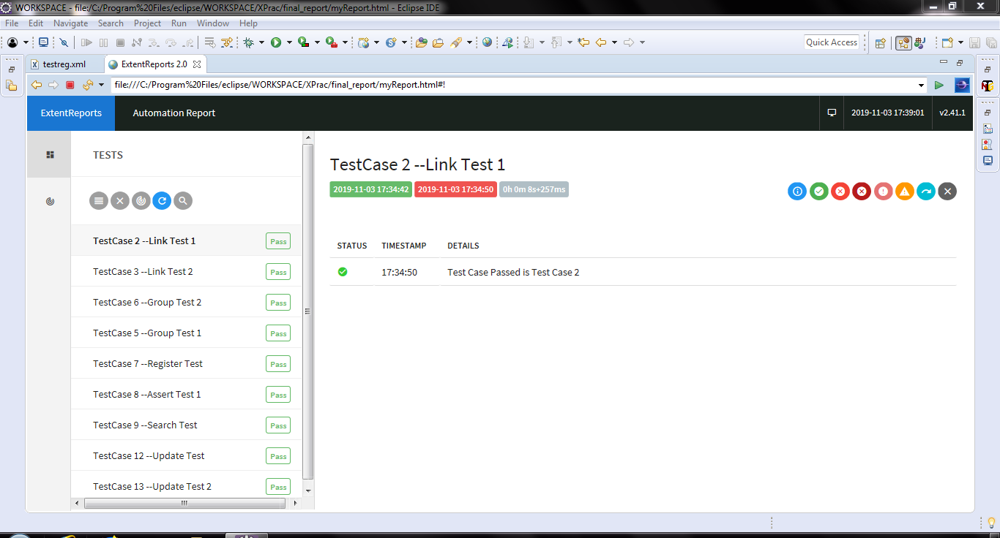 WORKSPACE - file:/C:/Program%20Files/eclipse/WORKSPACE/XPrac/final_report/myReport.html - Eclipse IDE
File Edit Navigate Search Project Run Window Help
Quick Access
testreg.xml
ExtentReports 2.0
file:///C:/Program%20Files/eclipse/WORKSPACE/XPrac/final_report/myReport.html#!
ExtentReports
Automation Report
2019-11-03 17:39:01
v2.41.1
TESTS
TestCase 2 --Link Test 1 Pass
TestCase 3 --Link Test 2 Pass
TestCase 6 --Group Test 2 Pass
TestCase 5 --Group Test 1 Pass
TestCase 7 --Register Test Pass
TestCase 8 --Assert Test 1 Pass
TestCase 9 --Search Test Pass
TestCase 12 --Update Test Pass
TestCase 13 --Update Test 2 Pass
TestCase 2 --Link Test 1
2019-11-03 17:34:42 2019-11-03 17:34:50 0h 0m 8s+257ms
STATUS TIMESTAMP DETAILS
17:34:50 Test Case Passed is Test Case 2